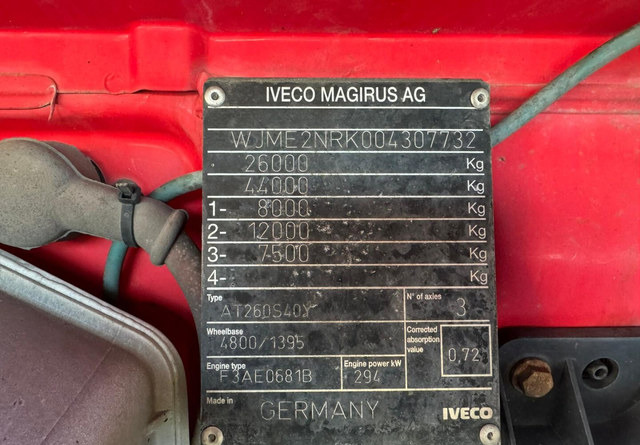 IVECO MAGIRUS AG
WJME2NRK004307732
26000 Kg
44000 Kg
1- 8000 Kg
2- 12000 Kg
3- 7500 Kg
4- Kg
Type AT260S40Y N° of axles 3
Wheelbase 4800/1395 Corrected absorption value 0,72
Engine type F3AE0681B Engine power kW 294
Made in GERMANY IVECO